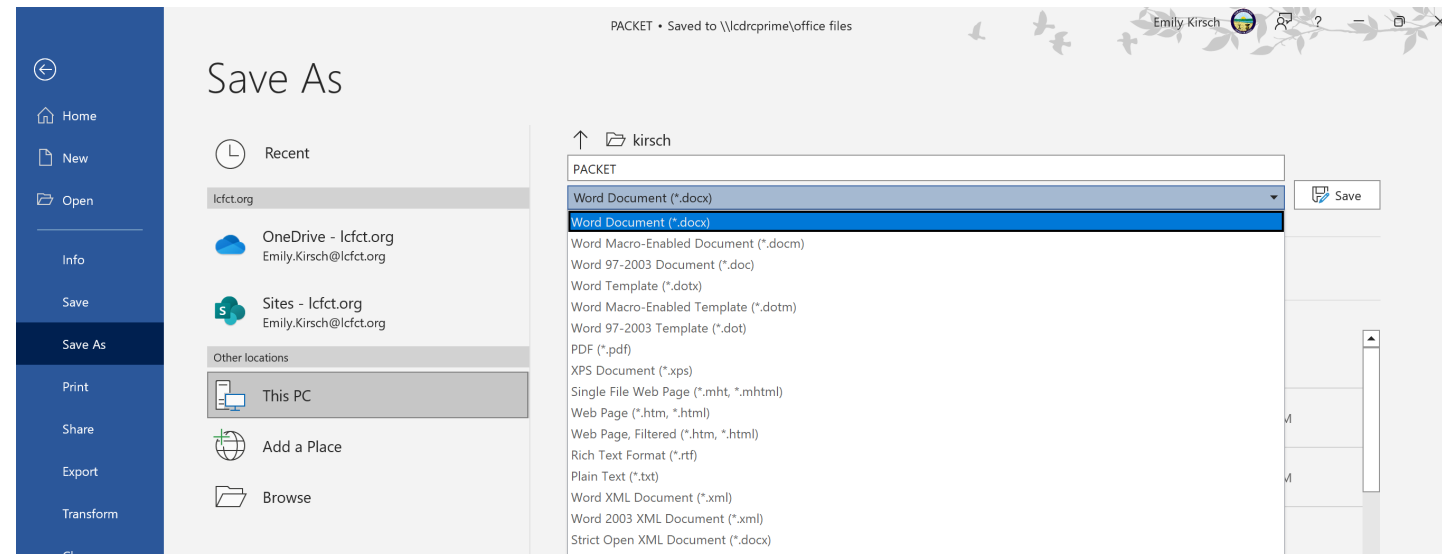 PACKET • Saved to \\lcdrcprime\office files
Emily Kirsch
?
Save As
Home
New
Open
Info
Save
Save As
Print
Share
Export
Transform
Recent
lcfct.org
OneDrive - lcfct.org
Emily.Kirsch@lcfct.org
S
Sites - lcfct.org
Emily.Kirsch@lcfct.org
Other locations
This PC
Add a Place
Browse
kirsch
PACKET
Word Document (*.docx)
Save
Word Document (*.docx)
Word Macro-Enabled Document (*.docm)
Word 97-2003 Document (*.doc)
Word Template (*.dotx)
Word Macro-Enabled Template (*.dotm)
Word 97-2003 Template (*.dot)
PDF (*.pdf)
XPS Document (*.xps)
Single File Web Page (*.mht, *.mhtml)
Web Page (*.htm, *.html)
Web Page, Filtered (*.htm, *.html)
Rich Text Format (*.rtf)
Plain Text (*.txt)
Word XML Document (*.xml)
Word 2003 XML Document (*.xml)
Strict Open XML Document (*.docx)